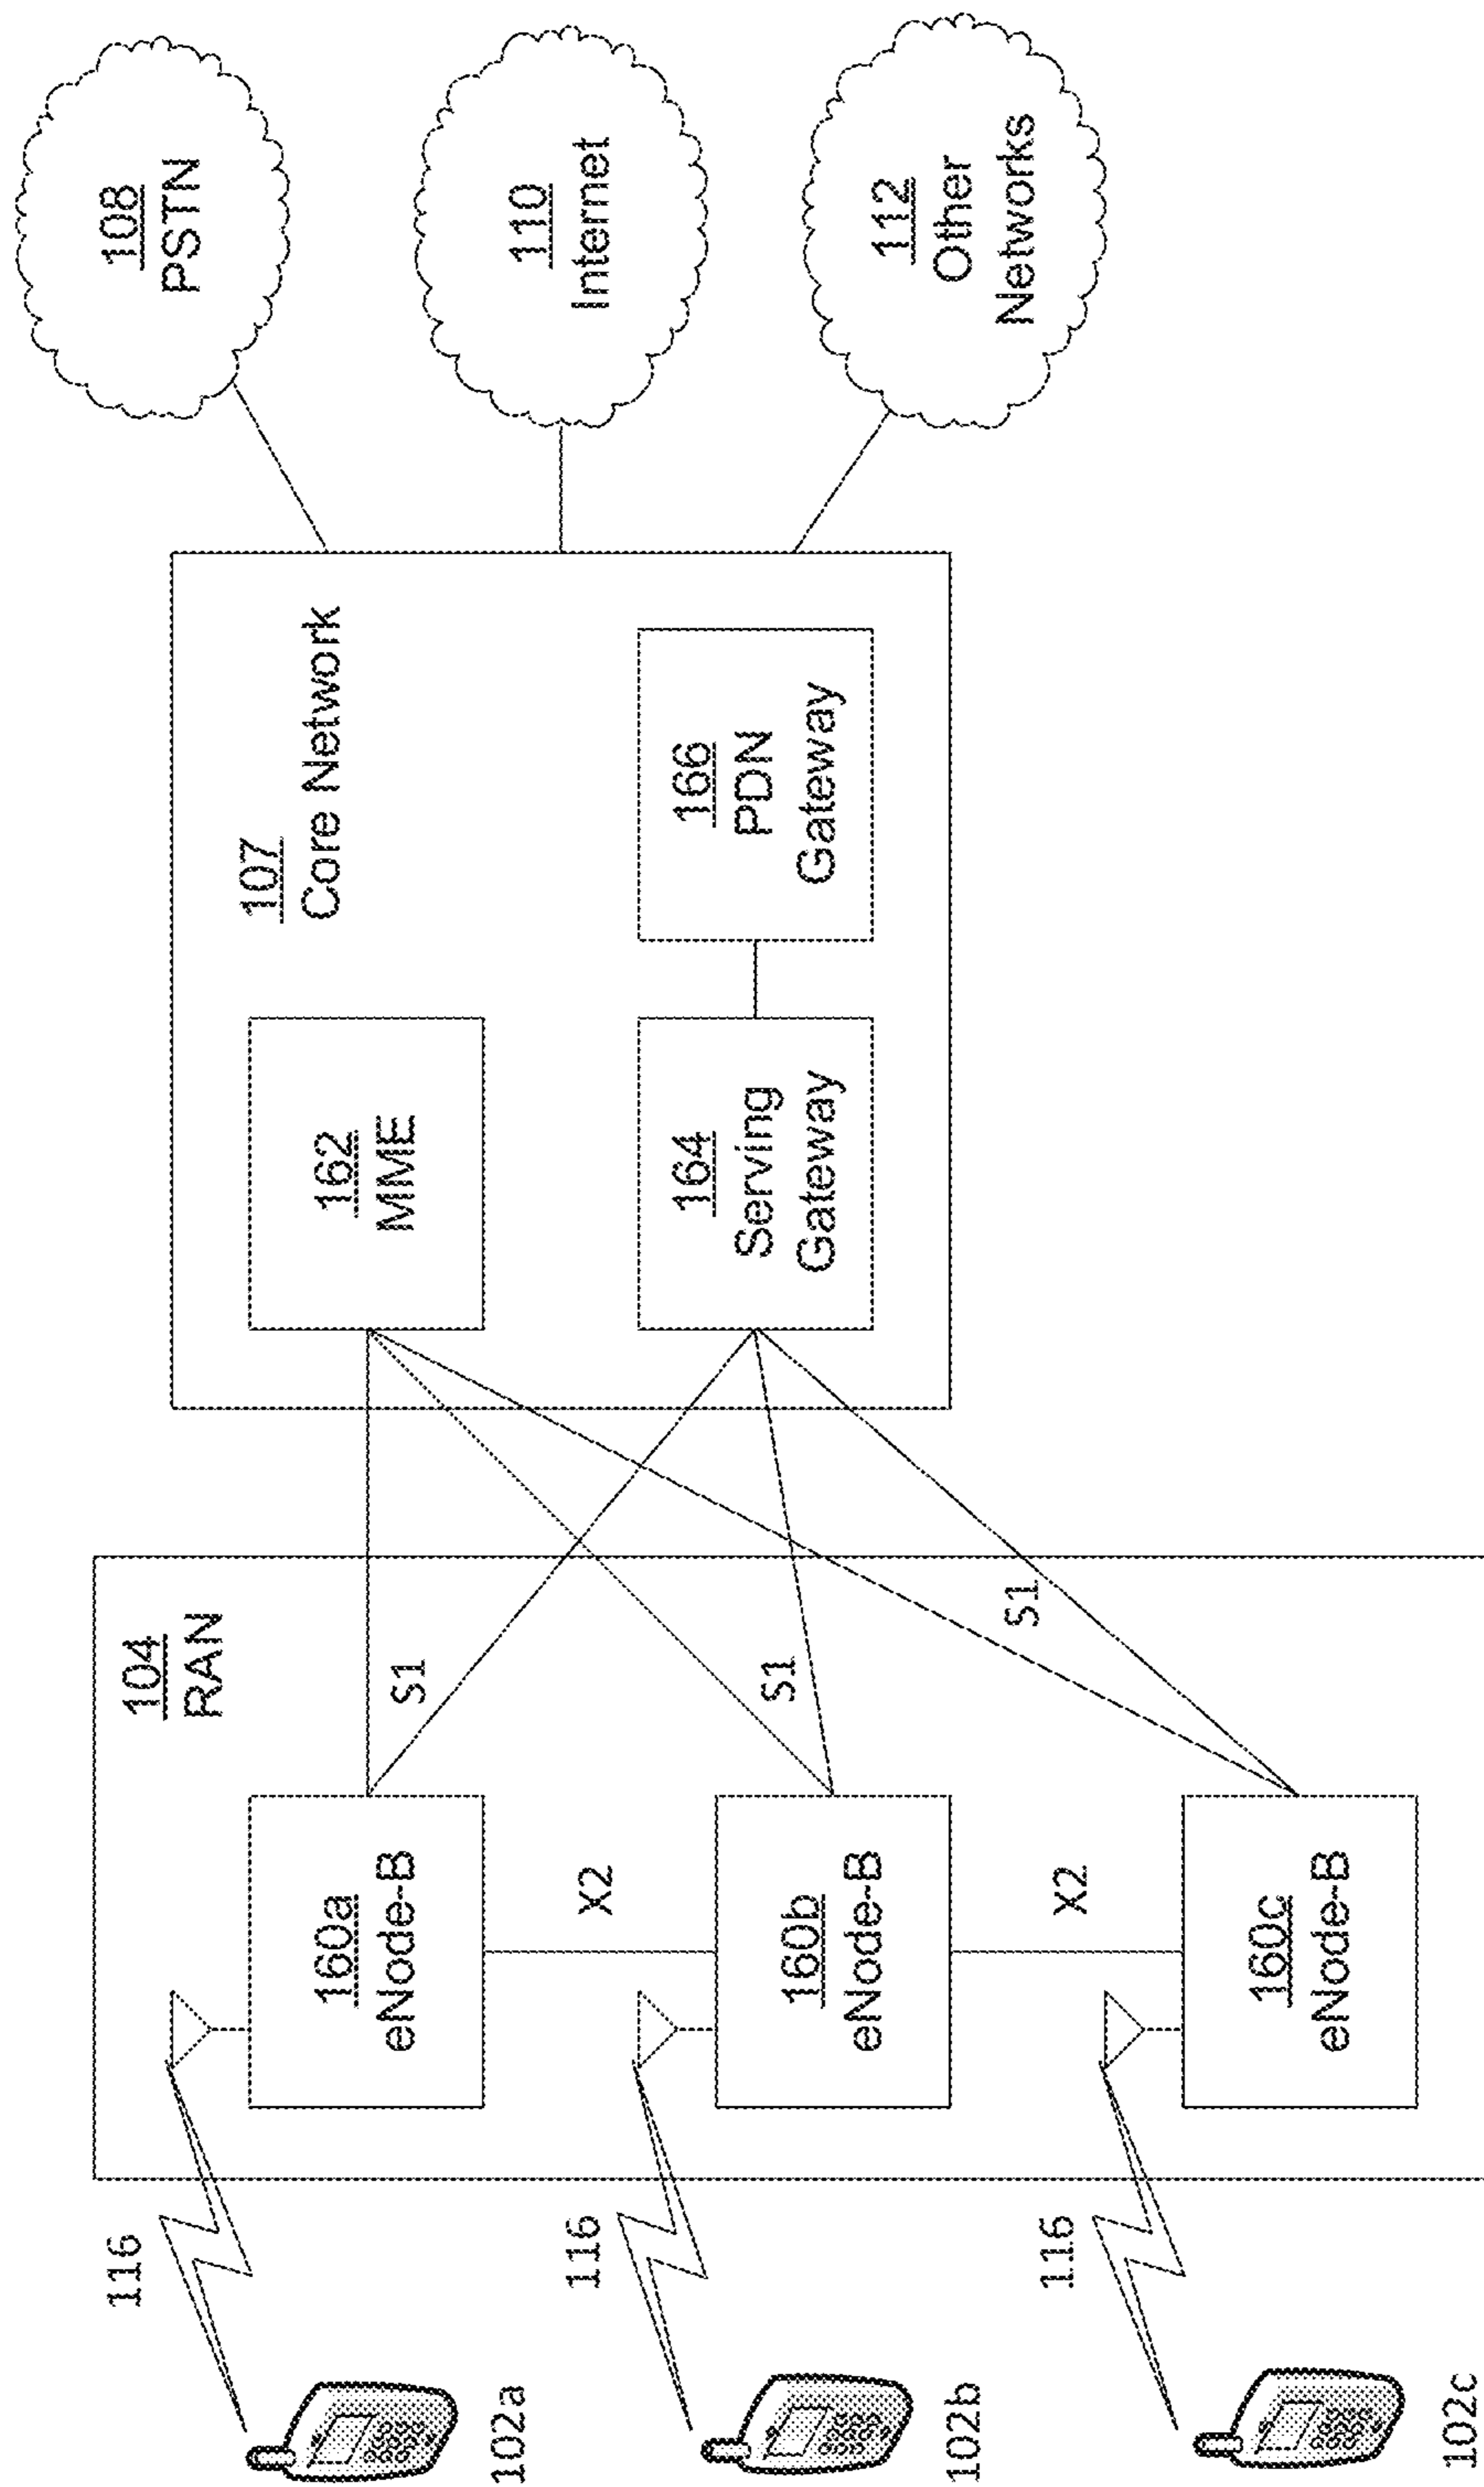 116
102a
116
102b
116
102c
104
RAN
160a
eNode-B
X2
160b
eNode-B
X2
160c
eNode-B
S1
S1
S1
107
Core Network
162
MME
164
Serving
Gateway
166
PDN
Gateway
108
PSTN
110
Internet
112
Other
Networks